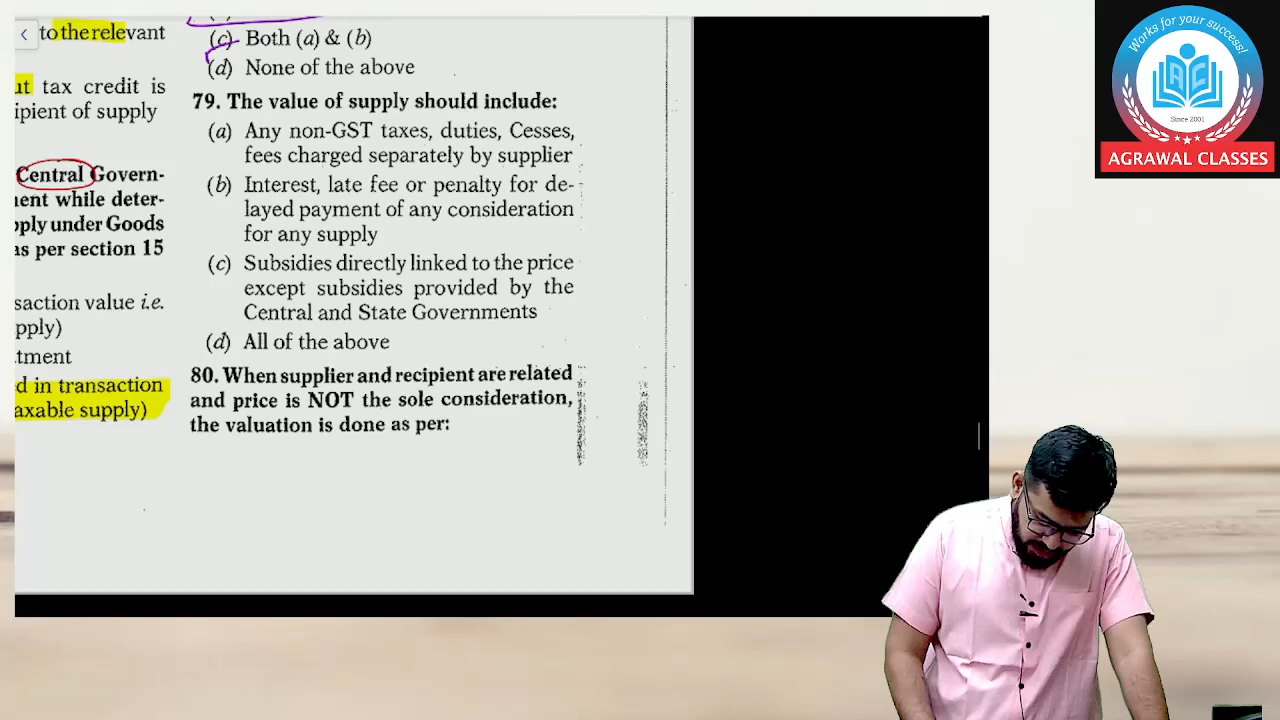 to the relevant
ut tax credit is
ipient of supply
Central Govern-
nent while deter-
pply under Goods
as per section 15
saction value i.e.
pply)
tment
d in transaction
axable supply)
(c) Both (a) & (b)
(d) None of the above
79. The value of supply should include:
(a) Any non-GST taxes, duties, Cesses,
fees charged separately by supplier
(b) Interest, late fee or penalty for de-
layed payment of any consideration
for any supply
(c) Subsidies directly linked to the price
except subsidies provided by the
Central and State Governments
(d) All of the above
80. When supplier and recipient are related
and price is NOT the sole consideration,
the valuation is done as per:
Works for your success!
AC
Since 2001
AGRAWAL CLASSES